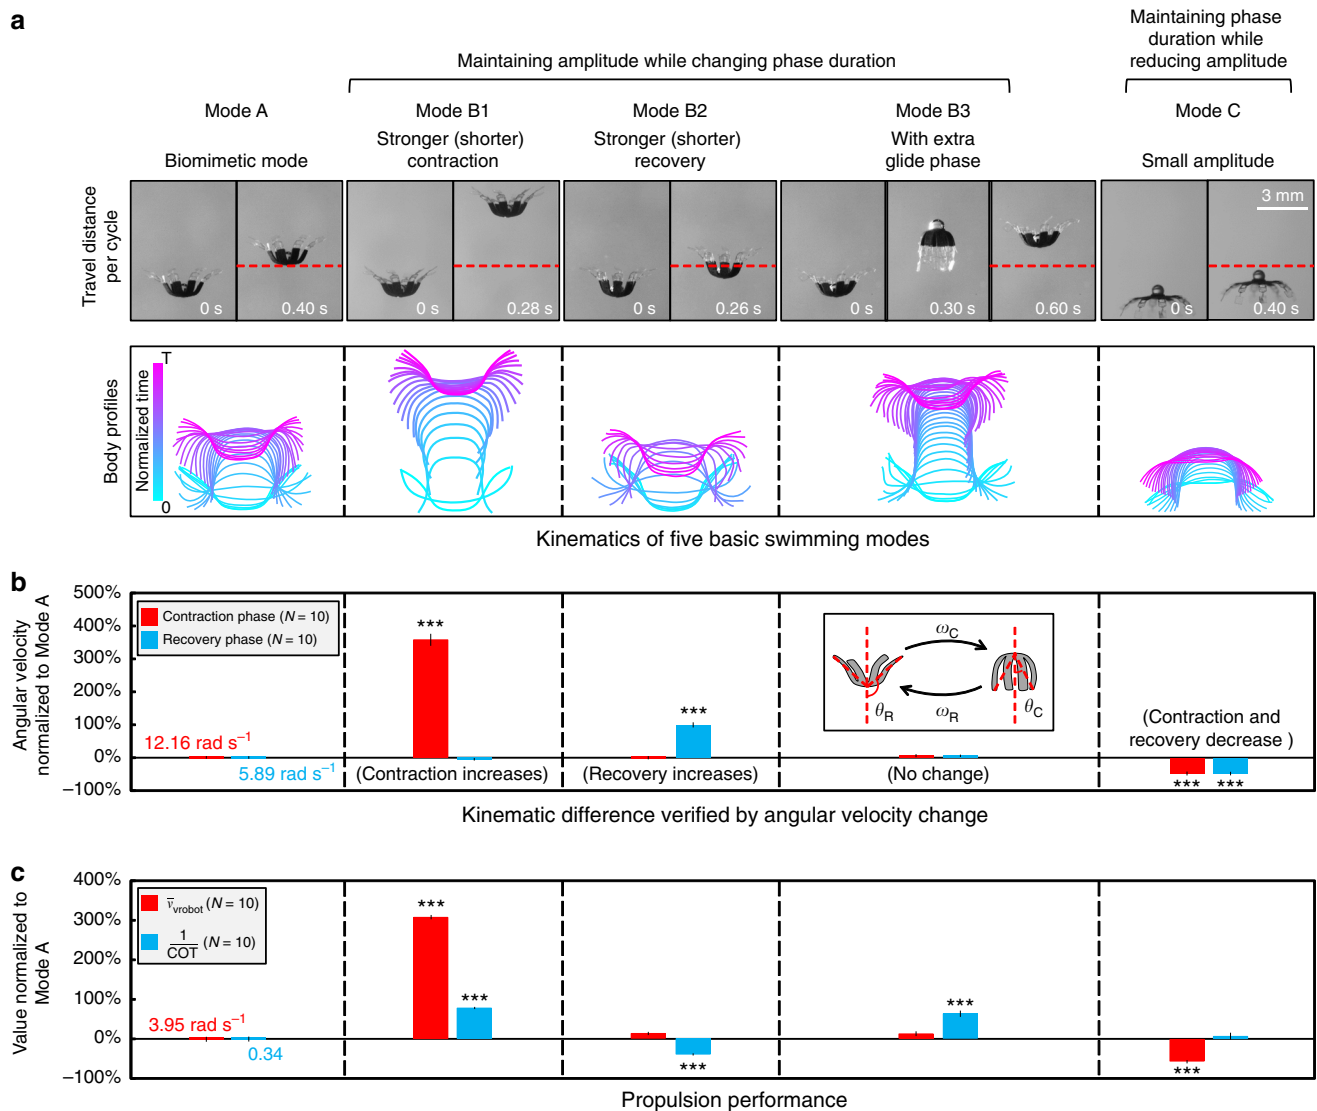 a
Maintaining amplitude while changing phase duration
Maintaining phase
duration while
reducing amplitude
Mode A
Biomimetic mode
Mode B1
Stronger (shorter)
contraction
Mode B2
Stronger (shorter)
recovery
Mode B3
With extra
glide phase
Mode C
Small amplitude
Travel distance
per cycle
0 s
0.40 s
0 s
0.28 s
0 s
0.26 s
0 s
0.30 s
0.60 s
0 s
3 mm
0.40 s
Body profiles
Normalized time
T
0
Kinematics of five basic swimming modes
b
Angular velocity
normalized to Mode A
500%
400%
300%
200%
100%
0%
–100%
Contraction phase (N = 10)
Recovery phase (N = 10)
12.16 rad s⁻¹
5.89 rad s⁻¹
***
(Contraction increases)
***
(Recovery increases)
ωC
θR
ωR
θC
(No change)
(Contraction and
recovery decrease )
*** ***
Kinematic difference verified by angular velocity change
c
Value normalized to
Mode A
400%
300%
200%
100%
0%
–100%
v̅vrobot (N = 10)
1/COT (N = 10)
3.95 rad s⁻¹
0.34
***
***
***
***
***
Propulsion performance